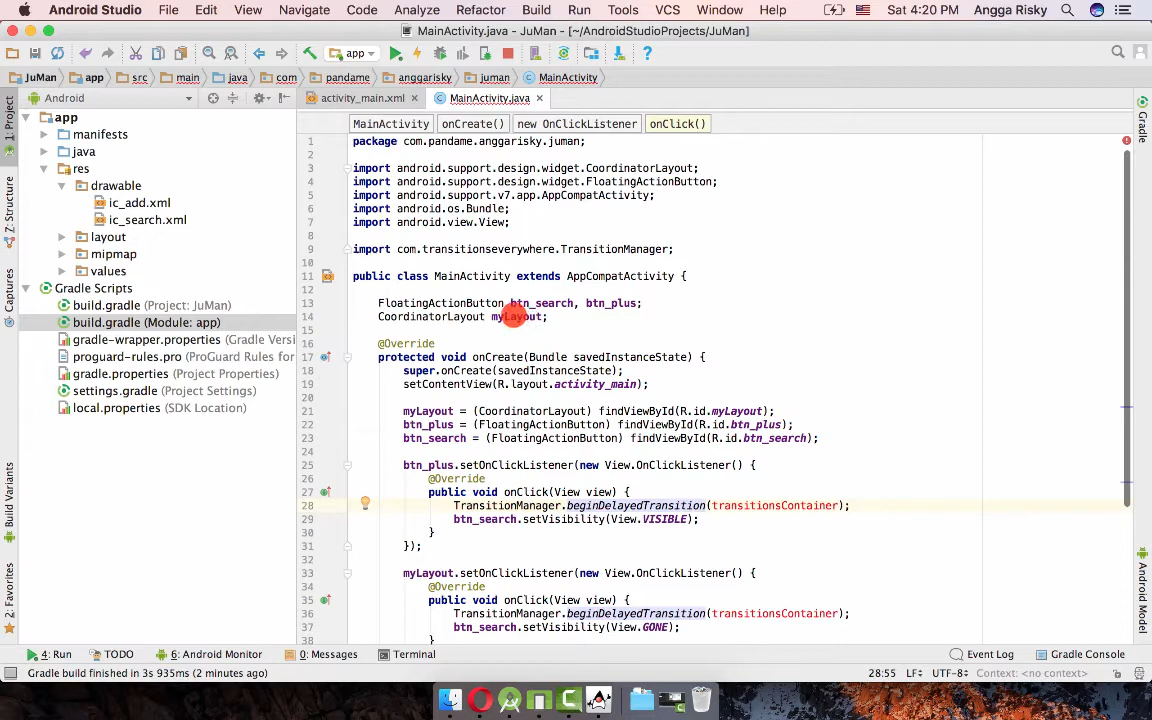 Android Studio File Edit View Navigate Code Analyze Refactor Build Run Tools VCS Window Help Sat 4:20 PM Angga Risky
MainActivity.java - JuMan - [~/AndroidStudioProjects/JuMan]
app
JuMan app src main java com pandame anggarisky juman MainActivity
Android
activity_main.xml MainActivity.java
MainActivity onCreate() new OnClickListener onClick()
1: Project
Z: Structure
Captures
Build Variants
2: Favorites
app
manifests
java
res
drawable
ic_add.xml
ic_search.xml
layout
mipmap
values
Gradle Scripts
build.gradle (Project: JuMan)
build.gradle (Module: app)
gradle-wrapper.properties (Gradle Versi
proguard-rules.pro (ProGuard Rules for
gradle.properties (Project Properties)
settings.gradle (Project Settings)
local.properties (SDK Location)
1 package com.pandame.anggarisky.juman;
2
3 import android.support.design.widget.CoordinatorLayout;
4 import android.support.design.widget.FloatingActionButton;
5 import android.support.v7.app.AppCompatActivity;
6 import android.os.Bundle;
7 import android.view.View;
8
9 import com.transitionseverywhere.TransitionManager;
10
11 public class MainActivity extends AppCompatActivity {
12
13 FloatingActionButton btn_search, btn_plus;
14 CoordinatorLayout myLayout;
15
16 @Override
17 protected void onCreate(Bundle savedInstanceState) {
18 super.onCreate(savedInstanceState);
19 setContentView(R.layout.activity_main);
20
21 myLayout = (CoordinatorLayout) findViewById(R.id.myLayout);
22 btn_plus = (FloatingActionButton) findViewById(R.id.btn_plus);
23 btn_search = (FloatingActionButton) findViewById(R.id.btn_search);
24
25 btn_plus.setOnClickListener(new View.OnClickListener() {
26 @Override
27 public void onClick(View view) {
28 TransitionManager.beginDelayedTransition(transitionsContainer);
29 btn_search.setVisibility(View.VISIBLE);
30 }
31 });
32
33 myLayout.setOnClickListener(new View.OnClickListener() {
34 @Override
35 public void onClick(View view) {
36 TransitionManager.beginDelayedTransition(transitionsContainer);
37 btn_search.setVisibility(View.GONE);
38 }
Gradle
Android Model
4: Run TODO 6: Android Monitor 0: Messages Terminal Event Log Gradle Console
Gradle build finished in 3s 935ms (2 minutes ago) 28:55 LF UTF-8 Context: <no context>